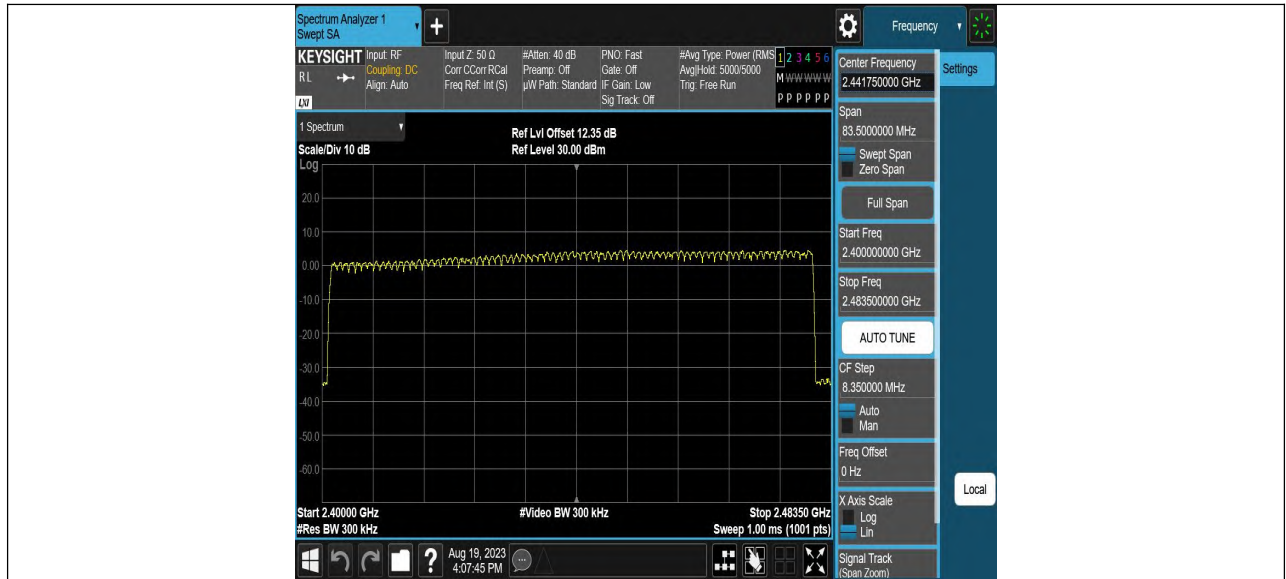 Spectrum Analyzer 1
Swept SA
+
Frequency
KEYSIGHT
RL
LXI
Input: RF
Coupling: DC
Align: Auto
Input Z: 50 Ω
Corr CCorr RCal
Freq Ref: Int (S)
#Atten: 40 dB
Preamp: Off
µW Path: Standard
PNO: Fast
Gate: Off
IF Gain: Low
Sig Track: Off
#Avg Type: Power (RMS
Avg|Hold: 5000/5000
Trig: Free Run
1 2 3 4 5 6
M W W W W W
P P P P P P
Center Frequency
2.441750000 GHz
Settings
1 Spectrum
Scale/Div 10 dB
Ref Lvl Offset 12.35 dB
Ref Level 30.00 dBm
Log
20.0
10.0
0.00
-10.0
-20.0
-30.0
-40.0
-50.0
-60.0
Start 2.40000 GHz
#Res BW 300 kHz
#Video BW 300 kHz
Stop 2.48350 GHz
Sweep 1.00 ms (1001 pts)
Span
83.5000000 MHz
Swept Span
Zero Span
Full Span
Start Freq
2.400000000 GHz
Stop Freq
2.483500000 GHz
AUTO TUNE
CF Step
8.350000 MHz
Auto
Man
Freq Offset
0 Hz
X Axis Scale
Log
Lin
Local
Signal Track
(Span Zoom)
?
Aug 19, 2023
4:07:45 PM